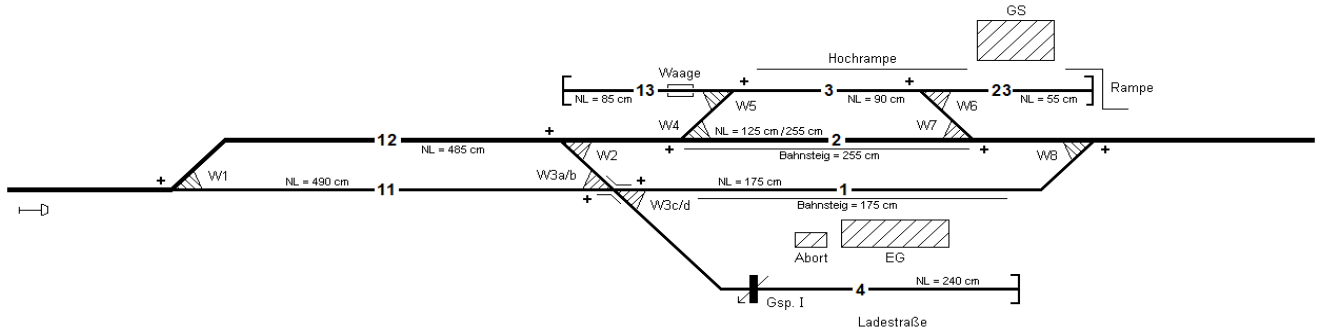 GS
Hochrampe
Waage
+
+
13
3
23
Rampe
NL = 85 cm
NL = 90 cm
NL = 55 cm
W5
W6
W4
W7
+
12
NL = 125 cm /255 cm
2
NL = 485 cm
W2
+
Bahnsteig = 255 cm
+
W8
+
+
W1
NL = 490 cm
W3a/b
+
NL = 175 cm
11
1
+
W3c/d
Bahnsteig = 175 cm
Abort
EG
4
NL = 240 cm
Gsp. I
Ladestraße